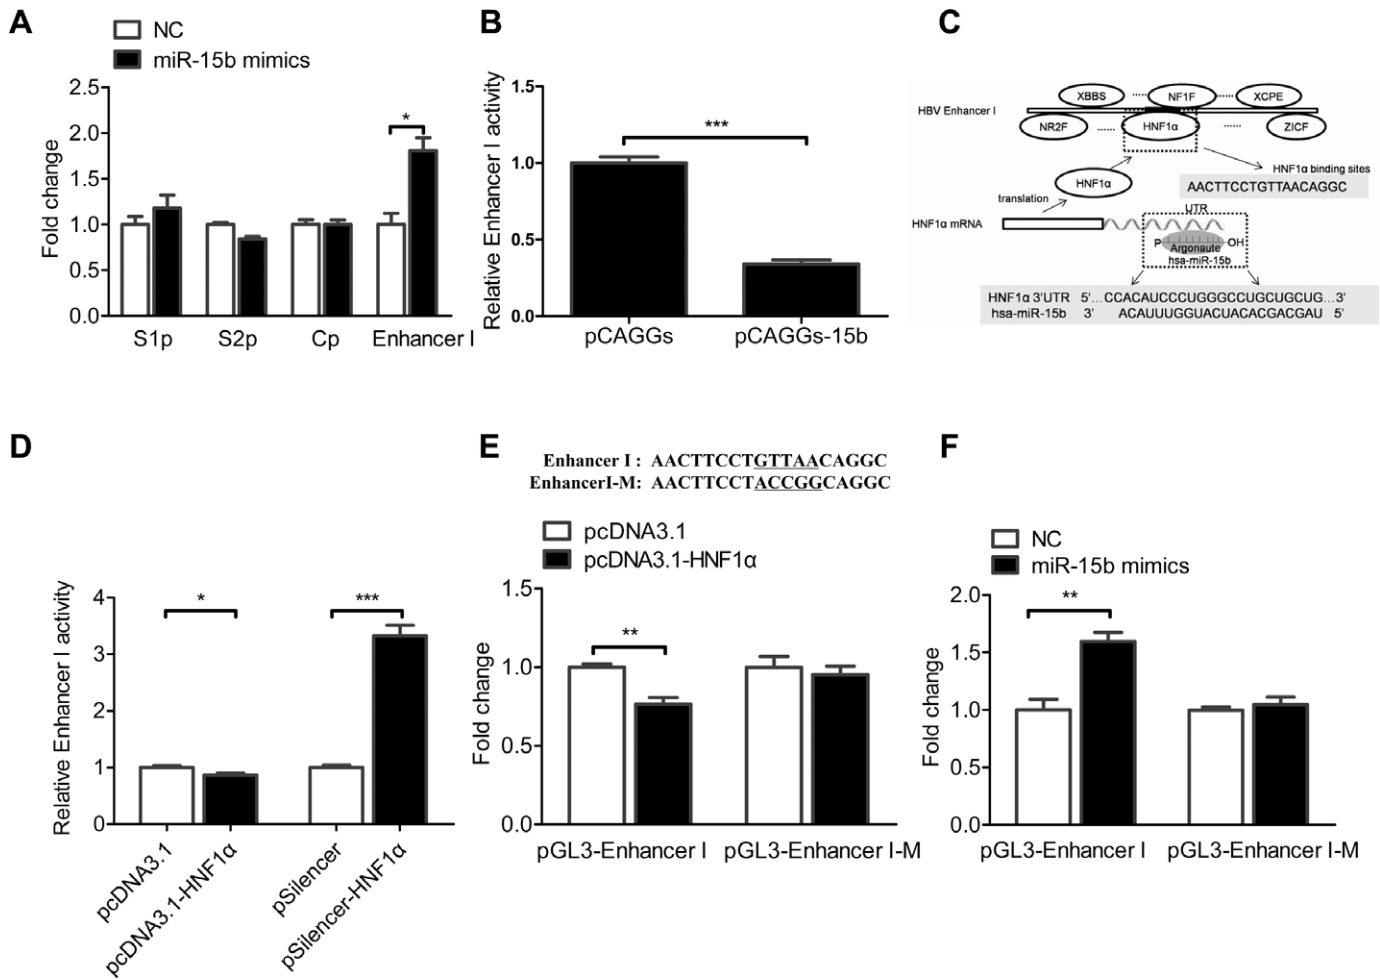 A
NC
miR-15b mimics
Fold change
2.5
2.0
1.5
1.0
0.5
0.0
*
S1p
S2p
Cp
Enhancer I
B
Relative Enhancer I activity
1.5
1.0
0.5
0.0
***
pCAGGs
pCAGGs-15b
C
XBBS
NF1F
XCPE
HBV Enhancer I
NR2F
HNF1α
ZICF
HNF1α binding sites
AACTTCCTGTTAACAGGC
HNF1α
translation
UTR
HNF1α mRNA
P
Argonaute
OH
hsa-miR-15b
HNF1α 3'UTR 5'...CCACAUCCCUGGGCCUGCUGCUG...3'
hsa-miR-15b 3' ACAUUUGGUACUACACGACGAU 5'
D
Relative Enhancer I activity
4
3
2
1
0
*
***
pcDNA3.1
pcDNA3.1-HNF1α
pSilencer
pSilencer-HNF1α
E
Enhancer I : AACTTCCTGTTAACAGGC
EnhancerI-M: AACTTCCTACCGGCAGGC
pcDNA3.1
pcDNA3.1-HNF1α
Fold change
1.5
1.0
0.5
0.0
**
pGL3-Enhancer I
pGL3-Enhancer I-M
F
NC
miR-15b mimics
Fold change
2.0
1.5
1.0
0.5
0.0
**
pGL3-Enhancer I
pGL3-Enhancer I-M